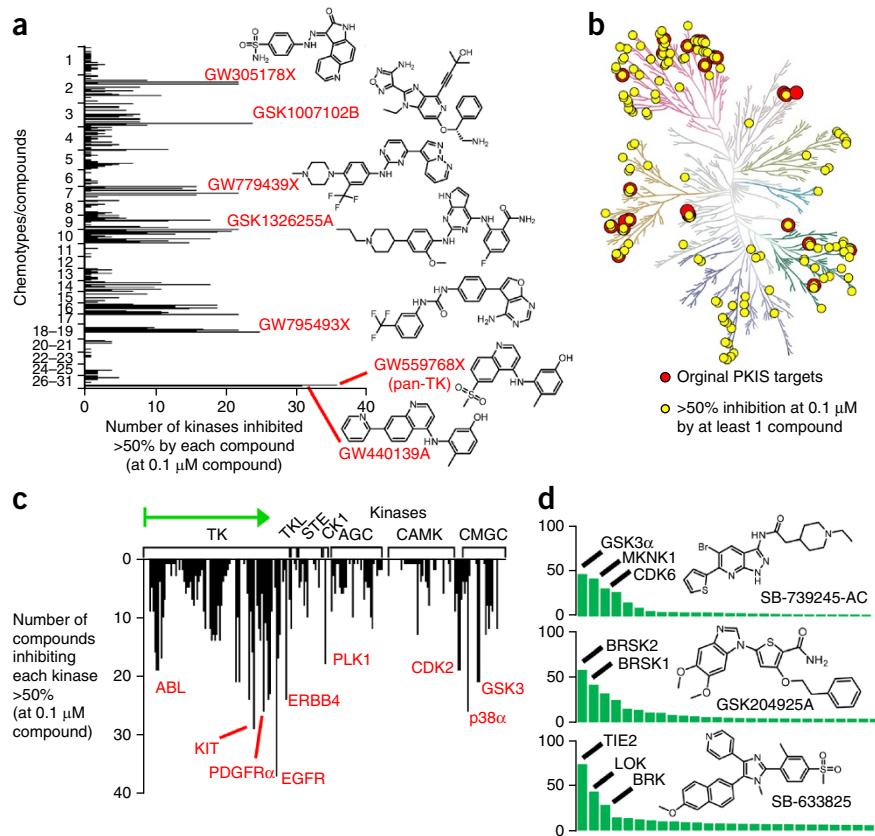 a
Chemotypes/compounds
1
2
3
4
5
6
7
8
9
10
11
12
13
14
15
16
17
18–19
20–21
22–23
24–25
26–31
0
10
20
30
40
Number of kinases inhibited
>50% by each compound
(at 0.1 μM compound)
GW305178X
GSK1007102B
GW779439X
GSK1326255A
GW795493X
GW559768X
(pan-TK)
GW440139A
b
Orginal PKIS targets
>50% inhibition at 0.1 μM
by at least 1 compound
c
Kinases
TK
TKL
STE
CK1
AGC
CAMK
CMGC
Number of
compounds
inhibiting
each kinase
>50%
(at 0.1 μM
compound)
0
10
20
30
40
ABL
KIT
PDGFRα
EGFR
ERBB4
PLK1
CDK2
p38α
GSK3
d
100
50
0
GSK3α
MKNK1
CDK6
SB-739245-AC
100
50
0
BRSK2
BRSK1
GSK204925A
100
50
0
TIE2
LOK
BRK
SB-633825